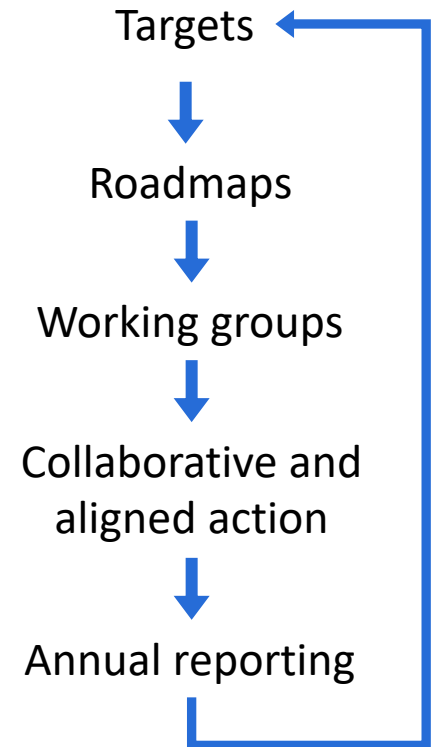 Targets
Roadmaps
Working groups
Collaborative and
aligned action
Annual reporting